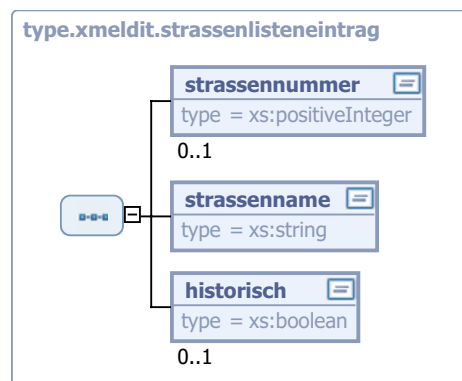 type.xmeldit.strassenlisteneintrag
strassennummer
type = xs:positiveInteger
0..1
strassenname
type = xs:string
historisch
type = xs:boolean
0..1